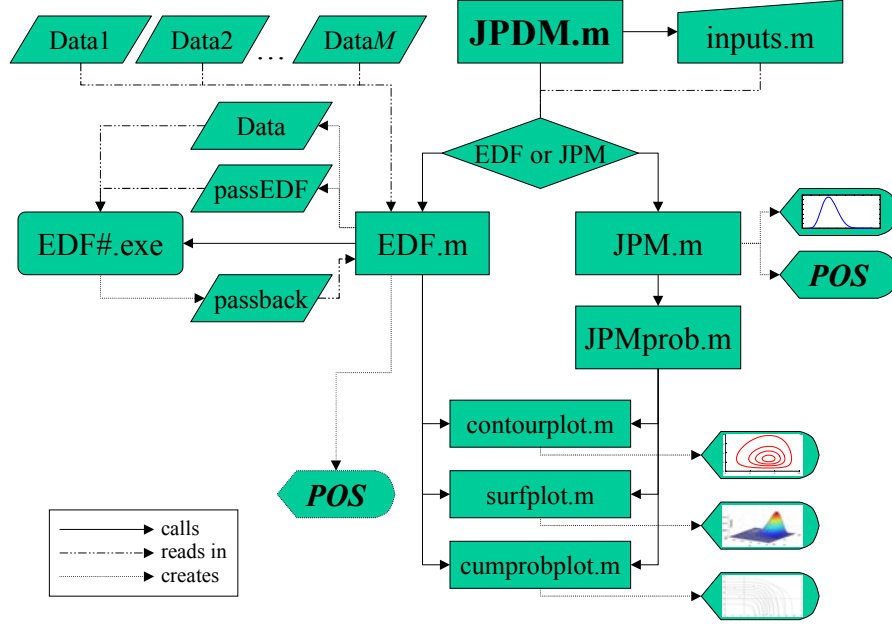 Data1
Data2
...
DataM
JPDM.m
inputs.m
Data
EDF or JPM
passEDF
EDF#.exe
EDF.m
JPM.m
POS
passback
JPMprob.m
contourplot.m
POS
surfplot.m
calls
reads in
creates
cumprobplot.m